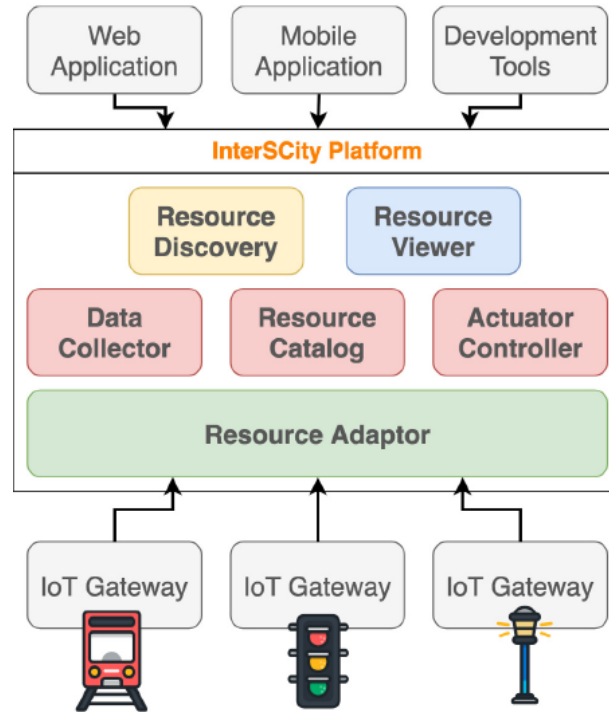 Web
Application
Mobile
Application
Development
Tools
InterSCity Platform
Resource
Discovery
Resource
Viewer
Data
Collector
Resource
Catalog
Actuator
Controller
Resource Adaptor
IoT Gateway
IoT Gateway
IoT Gateway